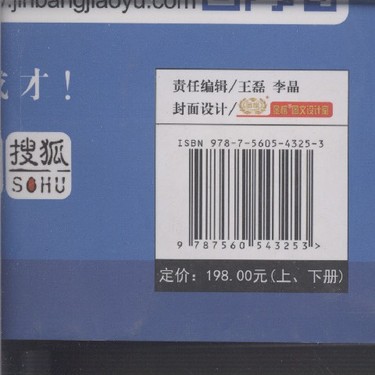 .jinbangjiaoyu.com
才！
责任编辑/王磊 李晶
封面设计/
搜狐
SOHU
ISBN 978-7-5605-4325-3
9 787560 543253 >
定价：198.00元(上、下册)